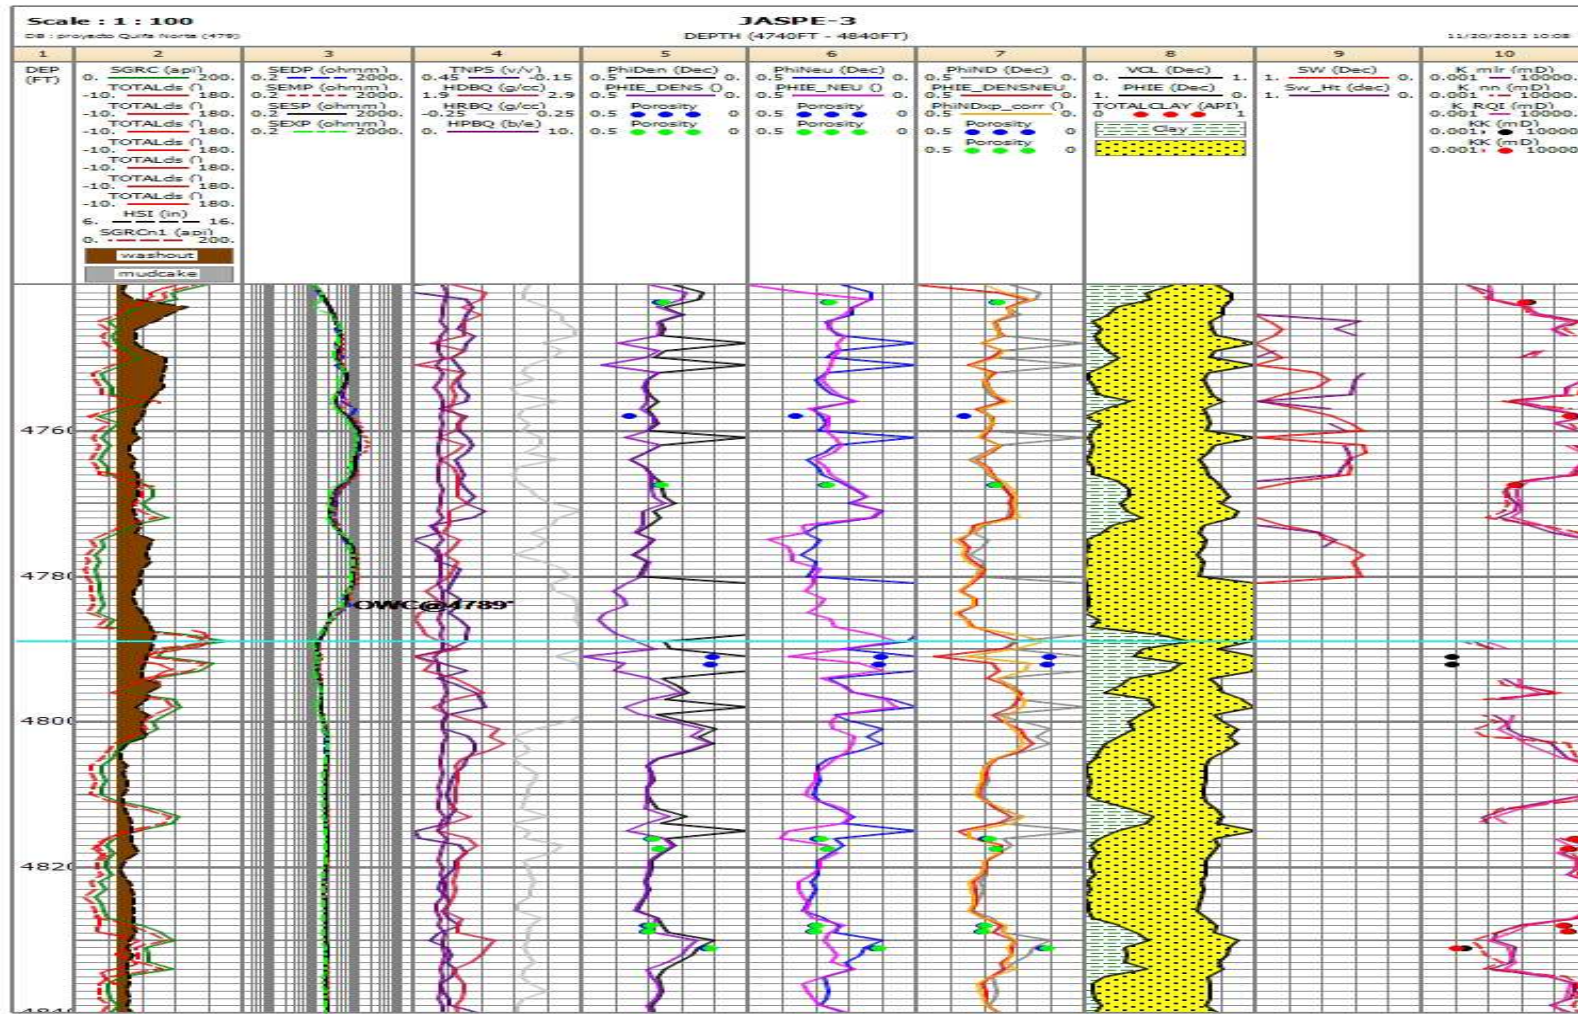 Scale : 1 : 100
JASPE-3
DB : proyecto Quifa Norte (479)
DEPTH (4740FT - 4840FT)
11/20/2012 10:08
1 2 3 4 5 6 7 8 9 10
DEP (FT)
SGRC (api)
0. 200.
TOTALds ()
-10. 180.
TOTALds ()
-10. 180.
TOTALds ()
-10. 180.
TOTALds ()
-10. 180.
TOTALds ()
-10. 180.
TOTALds ()
-10. 180.
TOTALds ()
-10. 180.
HSI (in)
6. 16.
SGRCn1 (api)
0. 200.
washout
mudcake
SEDP (ohmm)
0.2 2000.
SEMP (ohmm)
0.2 2000.
SESP (ohmm)
0.2 2000.
SEXP (ohmm)
0.2 2000.
TNPS (v/v)
0.45 -0.15
HDBQ (g/cc)
1.9 2.9
HRBQ (g/cc)
-0.25 0.25
HPBQ (b/e)
0. 10.
PhiDen (Dec)
0.5 0.
PHIE_DENS ()
0.5 0.
Porosity
0.5 0
Porosity
0.5 0
PhiNeu (Dec)
0.5 0.
PHIE_NEU ()
0.5 0.
Porosity
0.5 0
Porosity
0.5 0
PhiND (Dec)
0.5 0.
PHIE_DENSNEU
0.5 0.
PhiNDxp_corr ()
0.5 0.
Porosity
0.5 0
Porosity
0.5 0
VCL (Dec)
0. 1.
PHIE (Dec)
1. 0.
TOTALCLAY (API)
0 1
Clay
SW (Dec)
1. 0.
Sw_Ht (dec)
1. 0.
K_mlr (mD)
0.001 10000.
K_nn (mD)
0.001 10000.
K_RQI (mD)
0.001 10000.
KK (mD)
0.001 10000
KK (mD)
0.001 10000
4760
4780
OWC@4789'
4800
4820